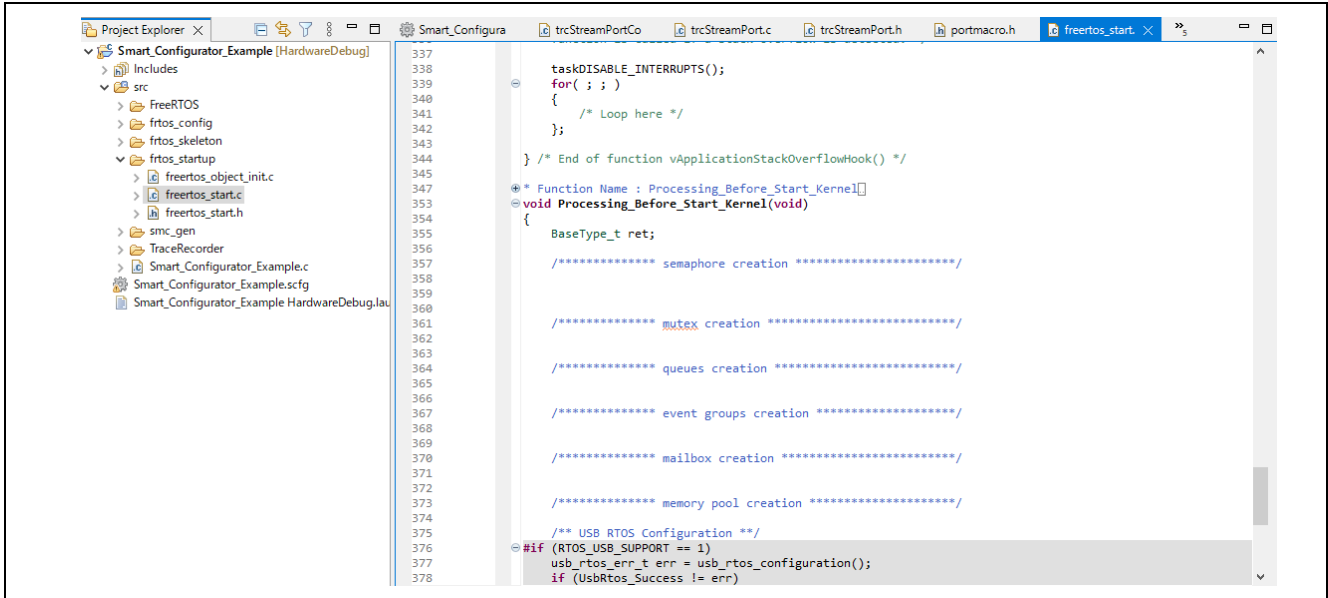 Project Explorer
Smart_Configurator_Example [HardwareDebug]
Includes
src
FreeRTOS
frtos_config
frtos_skeleton
frtos_startup
freertos_object_init.c
freertos_start.c
freertos_start.h
smc_gen
TraceRecorder
Smart_Configurator_Example.c
Smart_Configurator_Example.scfg
Smart_Configurator_Example HardwareDebug.lau
Smart_Configura trcStreamPortCo trcStreamPort.c trcStreamPort.h portmacro.h freertos_start. »5
337
338 taskDISABLE_INTERRUPTS();
339 for( ; ; )
340 {
341 /* Loop here */
342 };
343
344 } /* End of function vApplicationStackOverflowHook() */
345
347 * Function Name : Processing_Before_Start_Kernel
353 void Processing_Before_Start_Kernel(void)
354 {
355 BaseType_t ret;
356
357 /************** semaphore creation ***********************/
358
359
360
361 /************** mutex creation ***************************/
362
363
364 /************** queues creation **************************/
365
366
367 /************** event groups creation ********************/
368
369
370 /************** mailbox creation *************************/
371
372
373 /************** memory pool creation *********************/
374
375 /** USB RTOS Configuration **/
376 #if (RTOS_USB_SUPPORT == 1)
377 usb_rtos_err_t err = usb_rtos_configuration();
378 if (UsbRtos_Success != err)